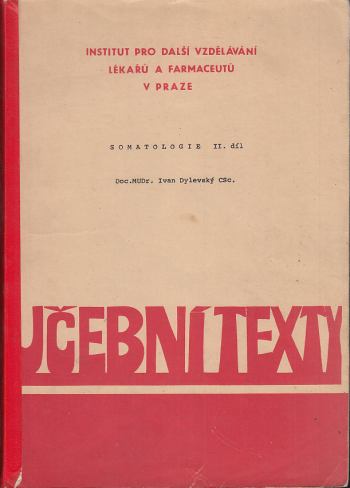 INSTITUT PRO DALŠÍ VZDĚLÁVÁNÍ
LÉKAŘŮ A FARMACEUTŮ
V PRAZE
SOMATOLOGIE II. díl
Doc.MUDr. Ivan Dylevský CSc.
UČEBNÍ TEXTY